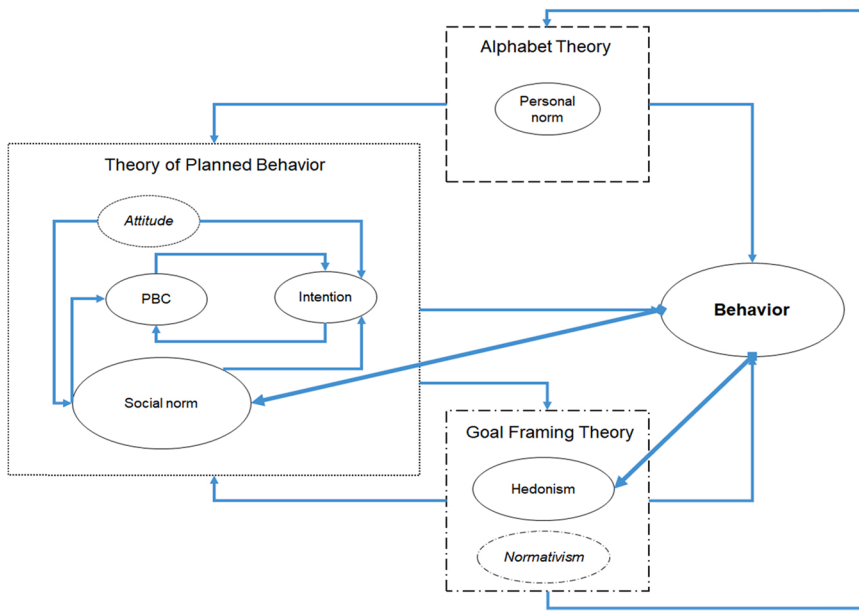 Alphabet Theory
Personal
norm
Theory of Planned Behavior
Attitude
PBC
Intention
Behavior
Social norm
Goal Framing Theory
Hedonism
Normativism